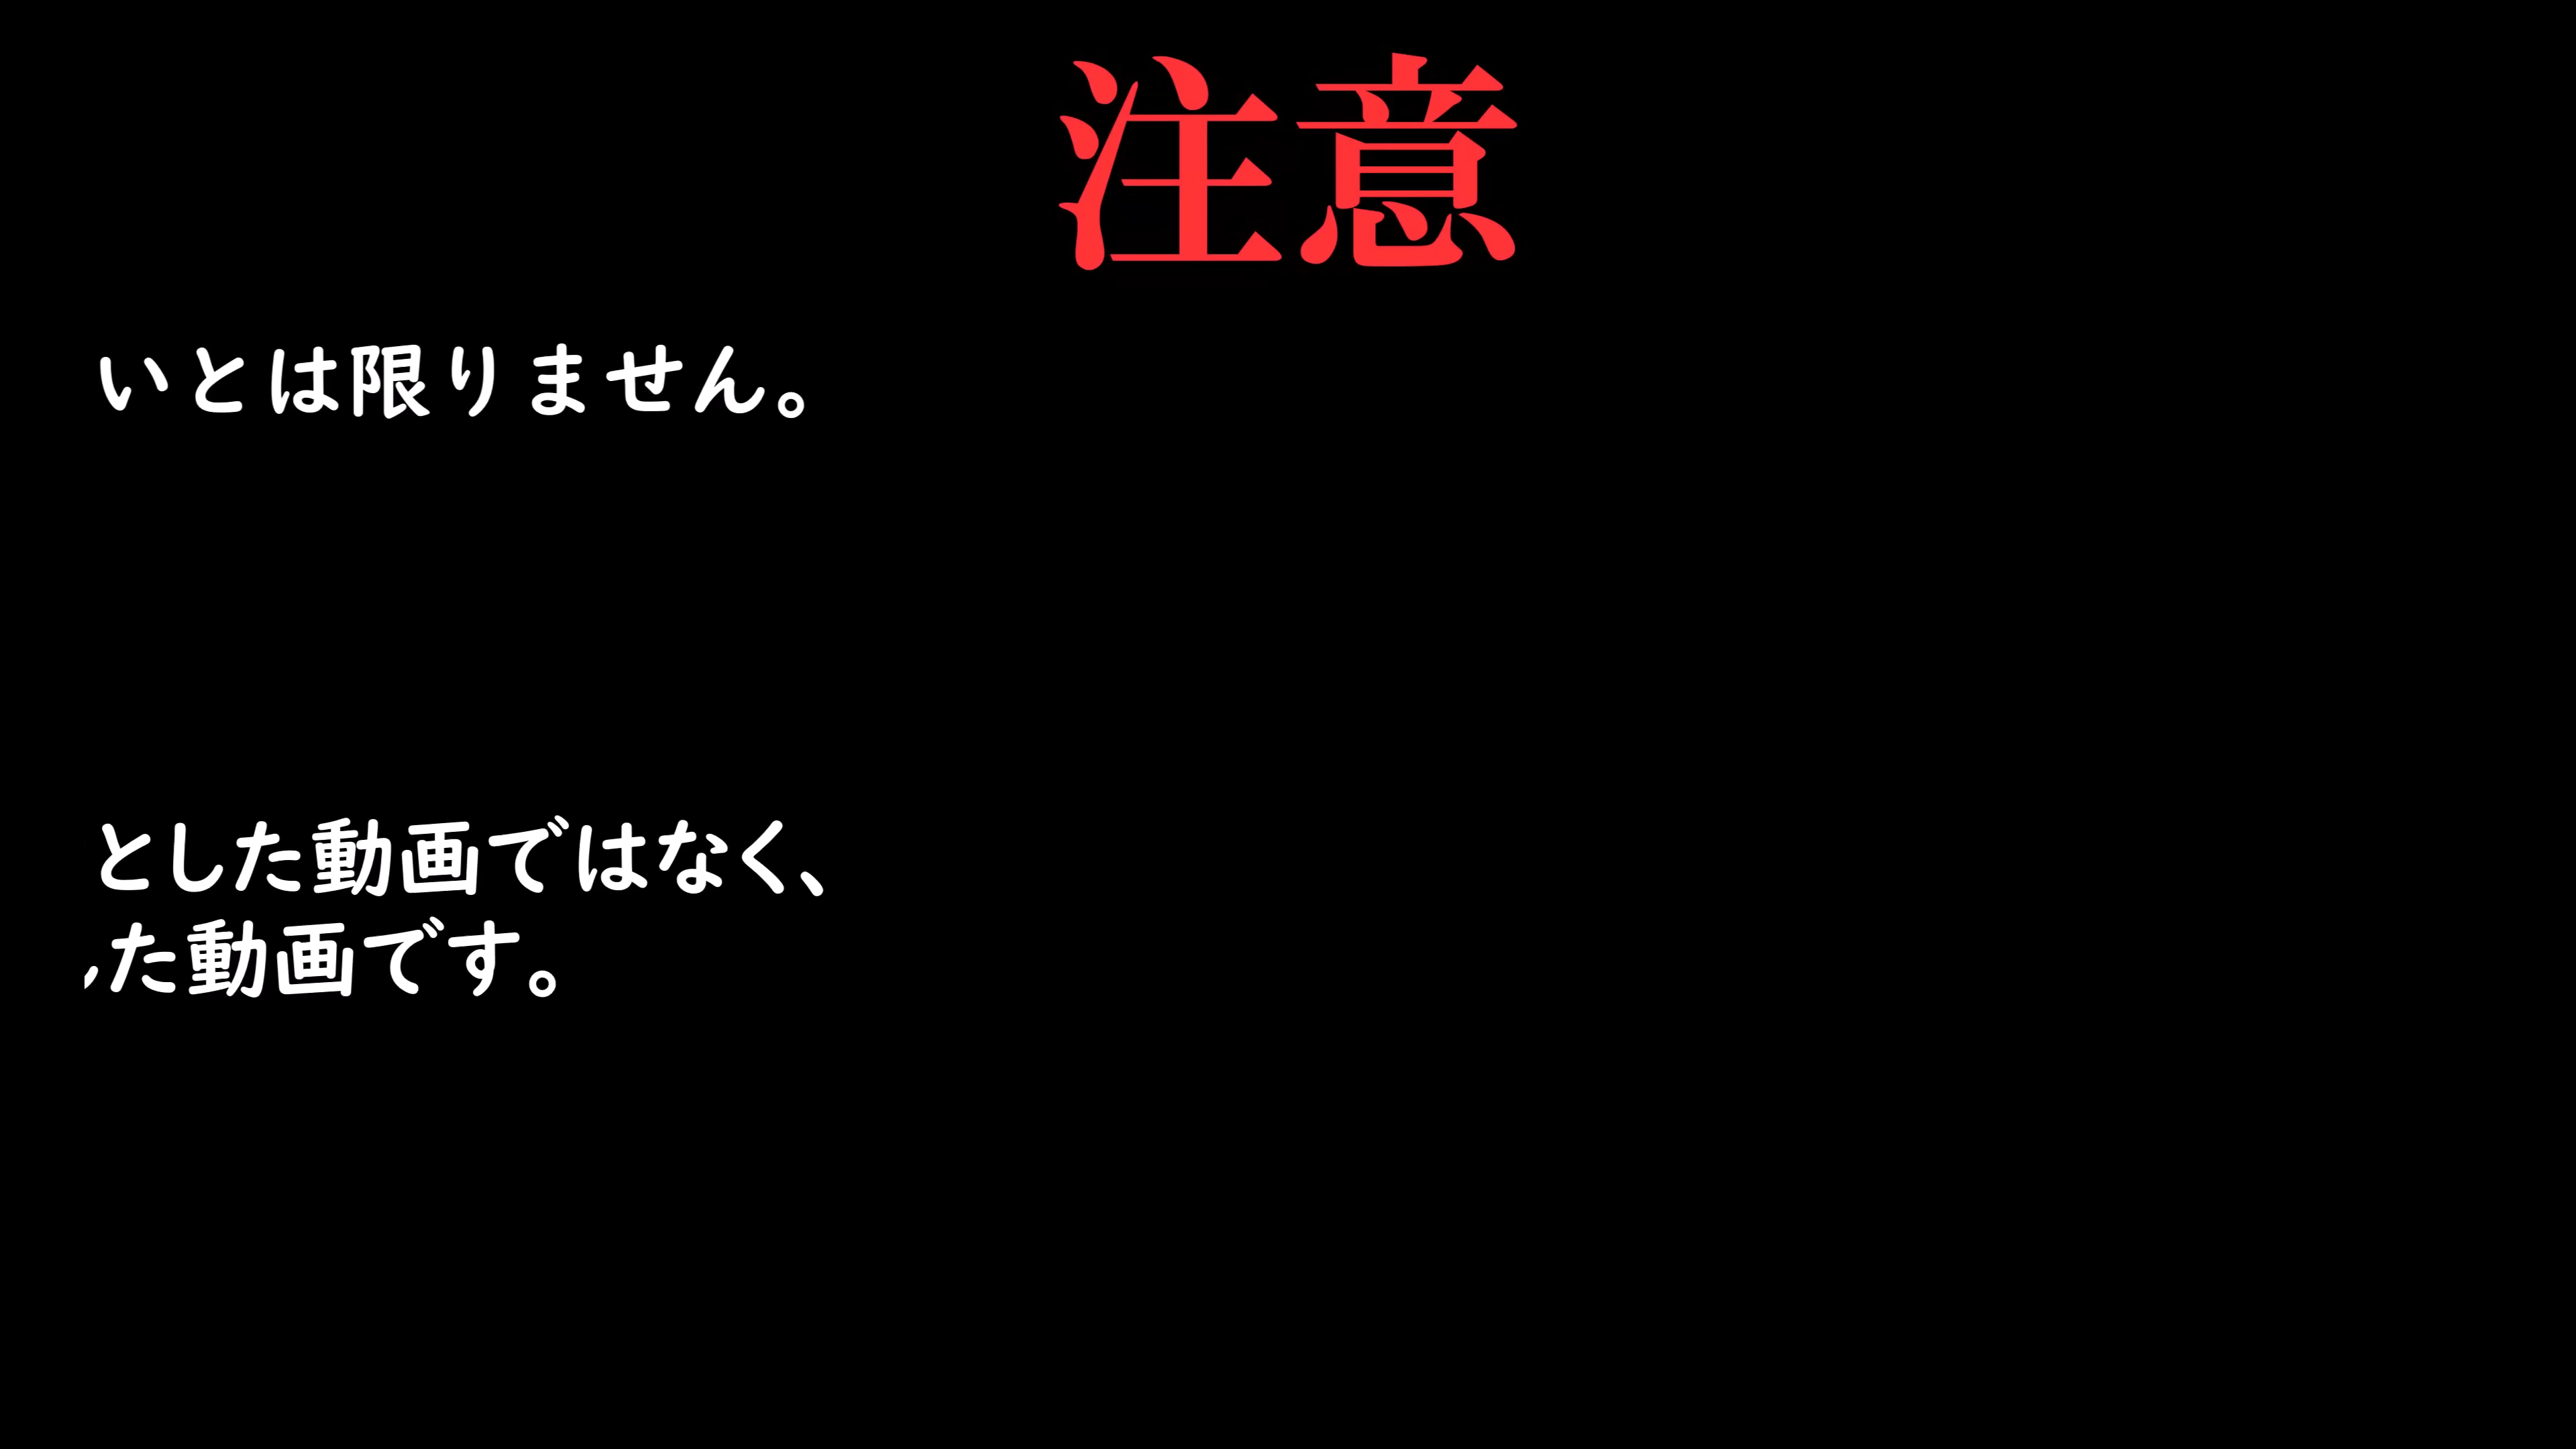 注意
いとは限りません。
とした動画ではなく、
た動画です。